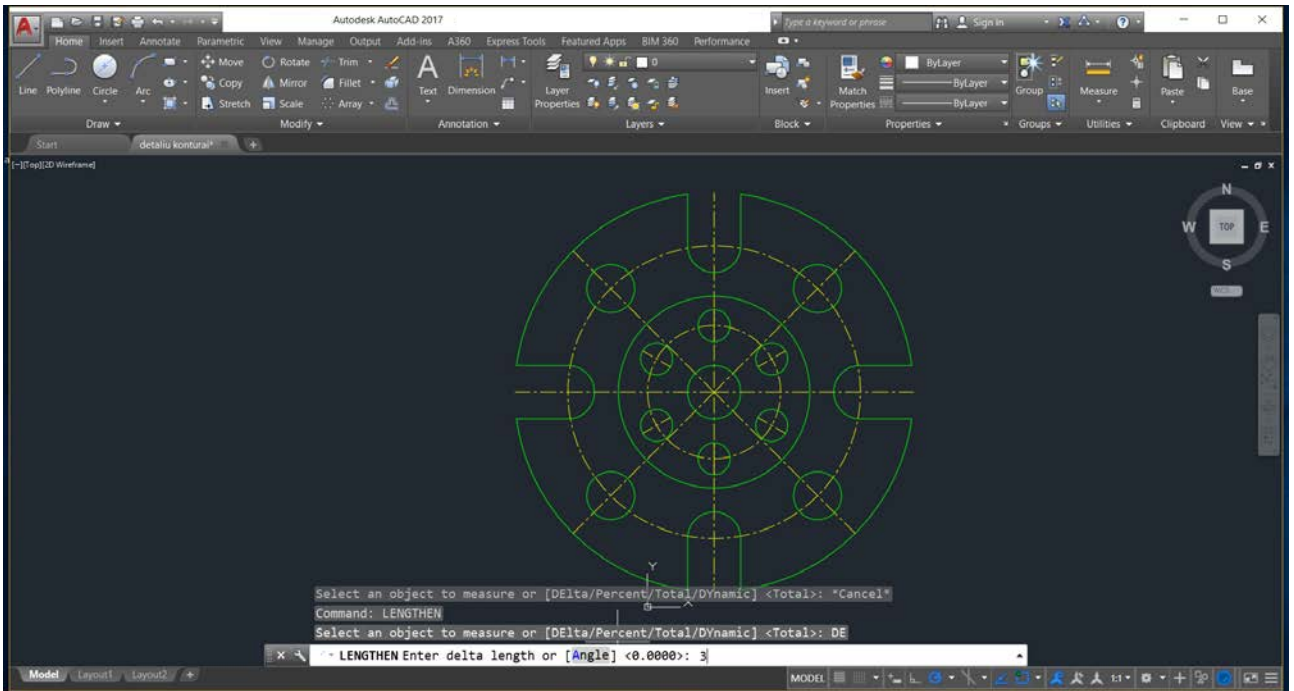 Autodesk AutoCAD 2017
Type a keyword or phrase
Sign In
Home Insert Annotate Parametric View Manage Output Add-ins A360 Express Tools Featured Apps BIM 360 Performance
Line Polyline Circle Arc
Move Rotate Trim
Copy Mirror Fillet
Stretch Scale Array
Text Dimension
Layer Properties
0
Insert
Match Properties
ByLayer
ByLayer
ByLayer
Group
Measure
Paste
Base
Draw Modify Annotation Layers Block Properties Groups Utilities Clipboard View
Start detaliu konturai*
[-][Top][2D Wireframe]
N
W TOP E
S
WCS
Y
Select an object to measure or [DElta/Percent/Total/DYnamic] <Total>: *Cancel*
Command: LENGTHEN
Select an object to measure or [DElta/Percent/Total/DYnamic] <Total>: DE
LENGTHEN Enter delta length or [Angle] <0.0000>: 3
Model Layout1 Layout2 +
MODEL 1:1